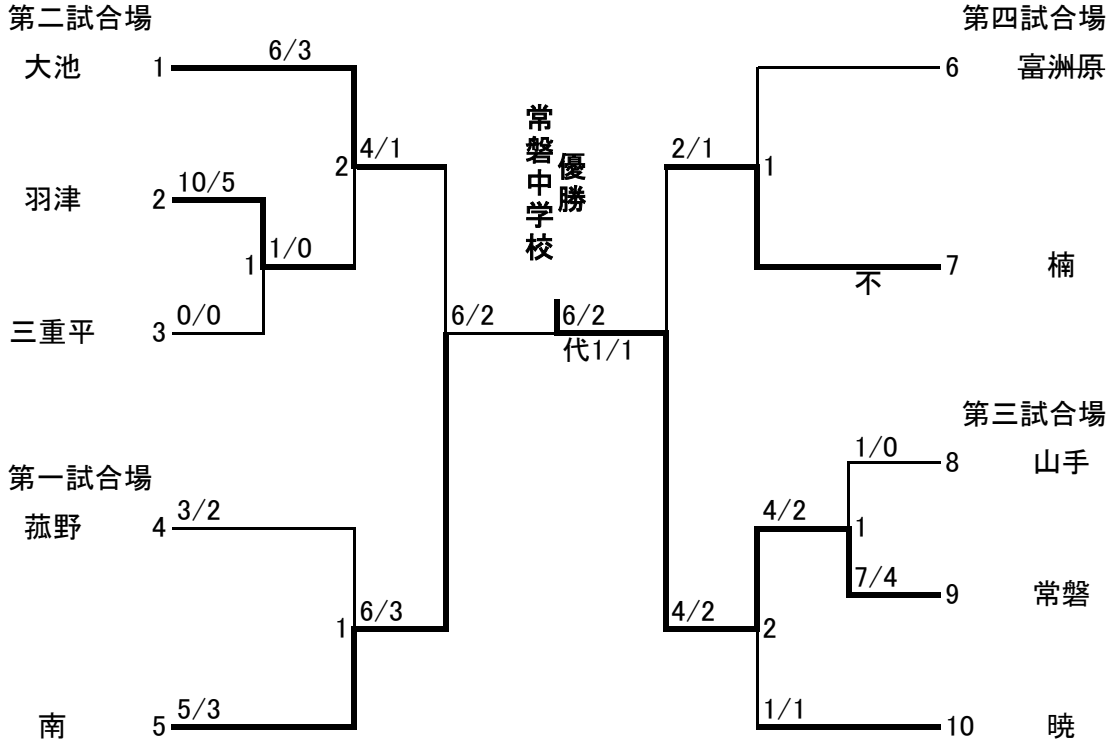 第二試合場
大池 1 6/3
羽津 2 10/5
三重平 3 0/0
1 1/0
2 4/1
第一試合場
菰野 4 3/2
南 5 5/3
1 6/3
6/2
常磐中学校
優勝
6/2
代1/1
第四試合場
6 富洲原
7 楠
不
2/1 1
第三試合場
1/0 8 山手
7/4 9 常磐
1/1 10 暁
4/2 1
4/2 2